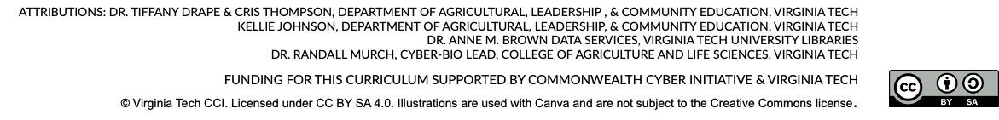 ATTRIBUTIONS: DR. TIFFANY DRAPE & CRIS THOMPSON, DEPARTMENT OF AGRICULTURAL, LEADERSHIP , & COMMUNITY EDUCATION, VIRGINIA TECH
KELLIE JOHNSON, DEPARTMENT OF AGRICULTURAL, LEADERSHIP, & COMMUNITY EDUCATION, VIRGINIA TECH
DR. ANNE M. BROWN DATA SERVICES, VIRGINIA TECH UNIVERSITY LIBRARIES
DR. RANDALL MURCH, CYBER-BIO LEAD, COLLEGE OF AGRICULTURE AND LIFE SCIENCES, VIRGINIA TECH
FUNDING FOR THIS CURRICULUM SUPPORTED BY COMMONWEALTH CYBER INITIATIVE & VIRGINIA TECH
© Virginia Tech CCI. Licensed under CC BY SA 4.0. Illustrations are used with Canva and are not subject to the Creative Commons license.
cc
BY SA